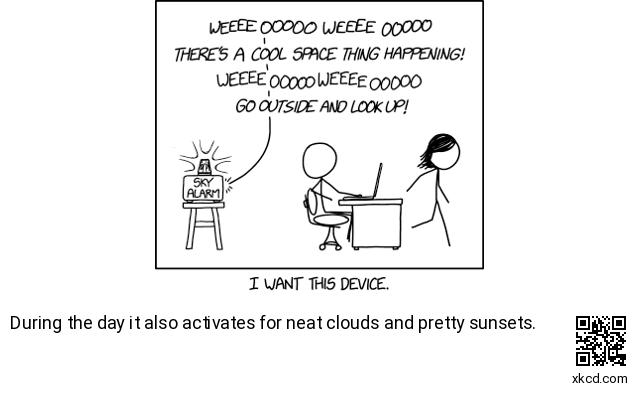 WEEEE OOOOO WEEEE OOOOO
THERE'S A COOL SPACE THING HAPPENING!
WEEEE OOOOO WEEEE OOOOO
GO OUTSIDE AND LOOK UP!
SKY
ALARM
I WANT THIS DEVICE.
During the day it also activates for neat clouds and pretty sunsets.
xkcd.com